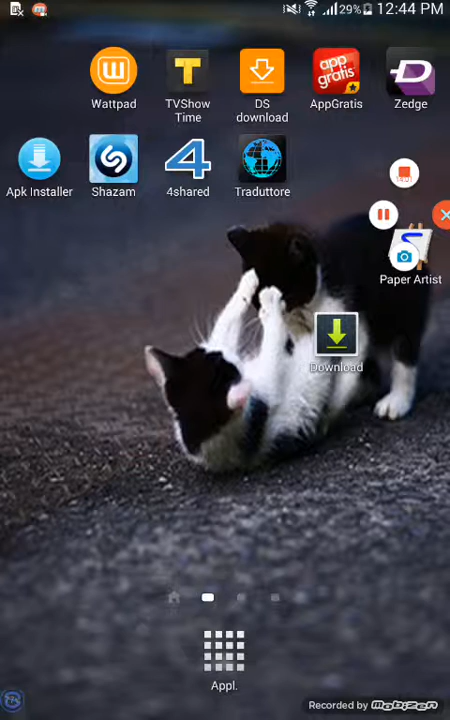 29% 12:44 PM
Wattpad
TVShow Time
DS download
AppGratis
Zedge
app gratis
Apk Installer
Shazam
4shared
Traduttore
Paper Artist
Download
Appl.
Recorded by mobizen